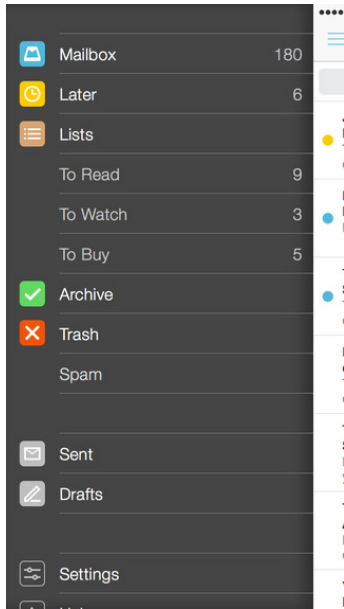 Mailbox 180
Later 6
Lists
To Read 9
To Watch 3
To Buy 5
Archive
Trash
Spam
Sent
Drafts
Settings